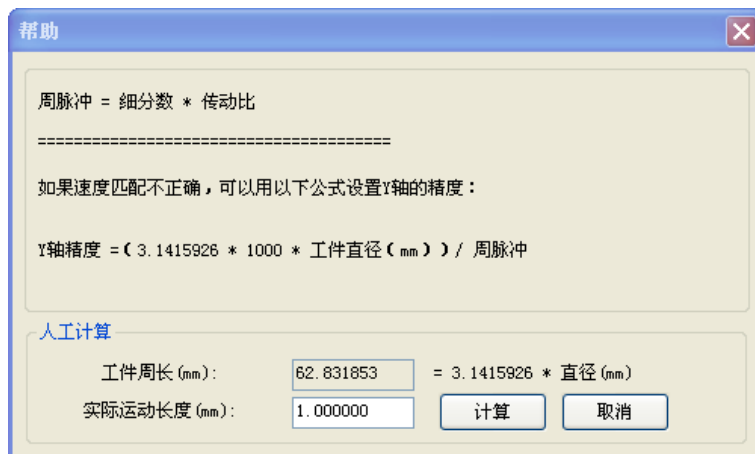 帮助
周脉冲 = 细分数 * 传动比
=======================================
如果速度匹配不正确，可以用以下公式设置Y轴的精度：
Y轴精度 =( 3.1415926 * 1000 * 工件直径( mm ) ) / 周脉冲
人工计算
工件周长(mm): 62.831853 = 3.1415926 * 直径(mm)
实际运动长度(mm): 1.000000 计算 取消